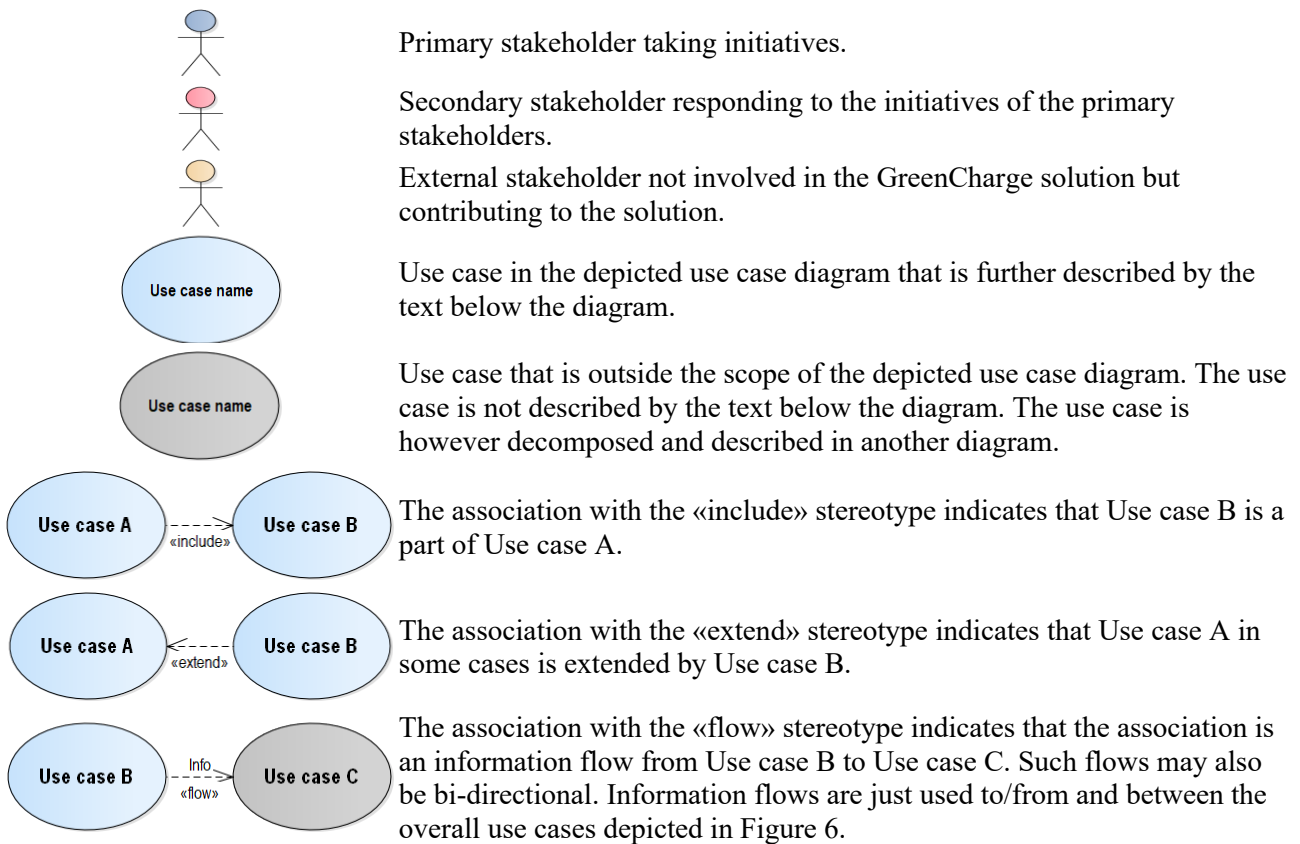 Primary stakeholder taking initiatives.
Secondary stakeholder responding to the initiatives of the primary
stakeholders.
External stakeholder not involved in the GreenCharge solution but
contributing to the solution.
Use case name
Use case in the depicted use case diagram that is further described by the
text below the diagram.
Use case name
Use case that is outside the scope of the depicted use case diagram. The use
case is not described by the text below the diagram. The use case is
however decomposed and described in another diagram.
Use case A
«include»
Use case B
The association with the «include» stereotype indicates that Use case B is a
part of Use case A.
Use case A
«extend»
Use case B
The association with the «extend» stereotype indicates that Use case A in
some cases is extended by Use case B.
Use case B
Info
«flow»
Use case C
The association with the «flow» stereotype indicates that the association is
an information flow from Use case B to Use case C. Such flows may also
be bi-directional. Information flows are just used to/from and between the
overall use cases depicted in Figure 6.